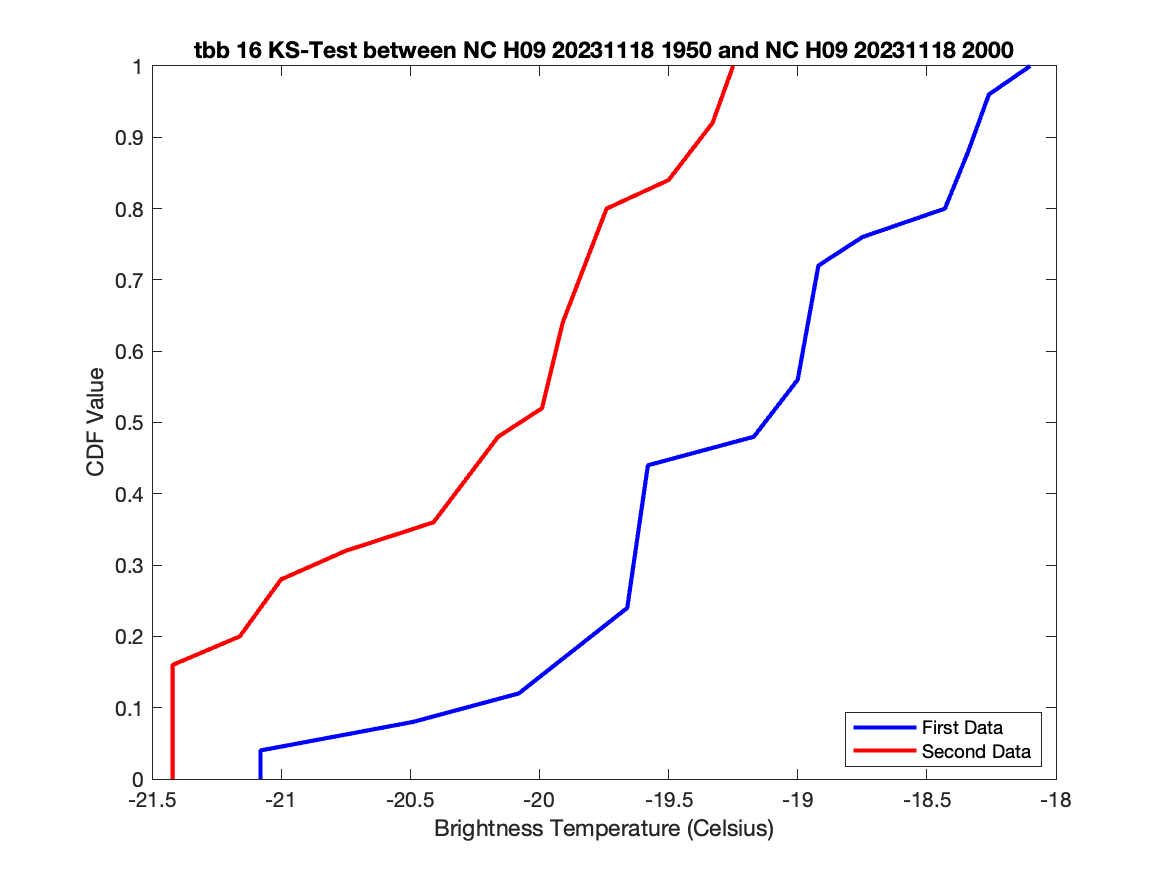 tbb 16 KS-Test between NC H09 20231118 1950 and NC H09 20231118 2000
1
0.9
0.8
0.7
0.6
0.5
0.4
0.3
0.2
0.1
0
CDF Value
First Data
Second Data
-21.5 -21 -20.5 -20 -19.5 -19 -18.5 -18
Brightness Temperature (Celsius)